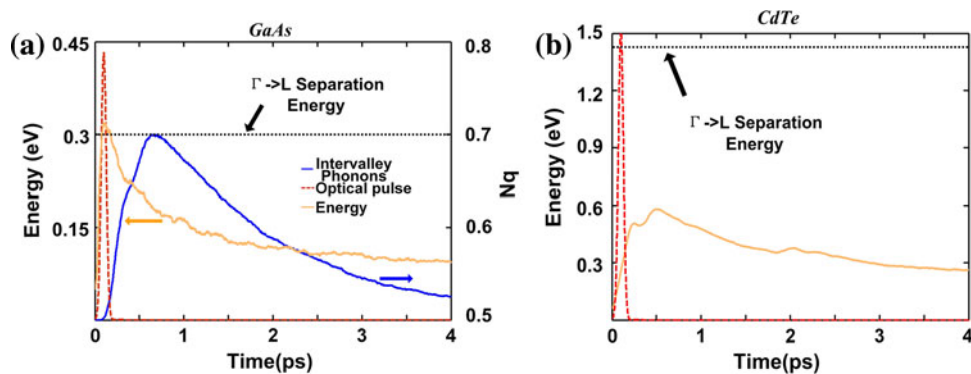 (a)
GaAs
0.45
0.3
0.15
0
Energy (eV)
Γ ->L Separation
Energy
Intervalley
Phonons
Optical pulse
Energy
0.8
0.7
0.6
0.5
Nq
0 1 2 3 4
Time(ps)
(b)
CdTe
1.5
1.2
0.9
0.6
0.3
0
Energy (eV)
Γ ->L Separation
Energy
0 1 2 3 4
Time(ps)